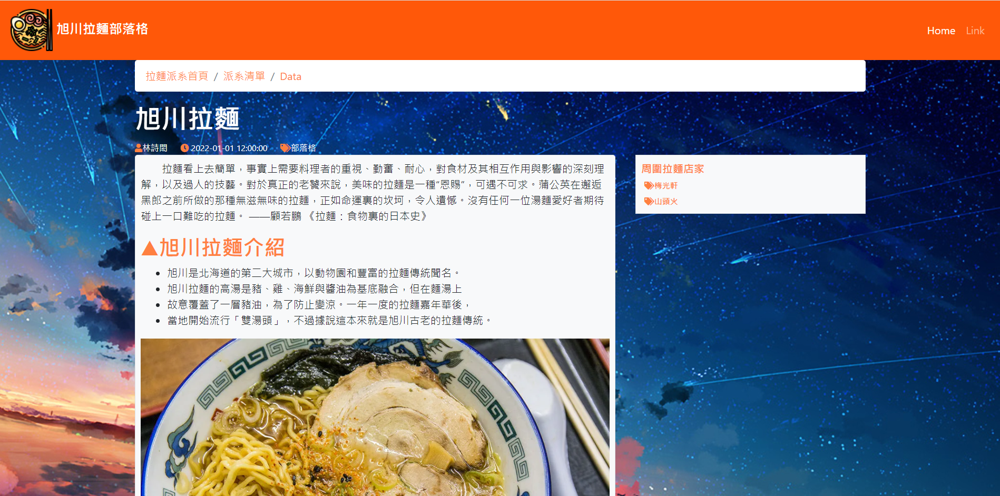 旭川拉麵部落格
Home Link
拉麵派系首頁 / 派系清單 / Data
旭川拉麵
林詩閎 2022-01-01 12:00:00 部落格
拉麵看上去簡單，事實上需要料理者的重視、勤奮、耐心，對食材及其相互作用與影響的深刻理
解，以及過人的技藝。對於真正的老饕來說，美味的拉麵是一種“恩賜”，可遇不可求。蒲公英在邂逅
黑郎之前所做的那種無滋無味的拉麵，正如命運裏的坎坷，令人遺憾。沒有任何一位湯麵愛好者期待
碰上一口難吃的拉麵。 ——顧若鵬 《拉麵：食物裏的日本史》
▲旭川拉麵介紹
• 旭川是北海道的第二大城市，以動物園和豐富的拉麵傳統聞名。
• 旭川拉麵的高湯是豬、雞、海鮮與醬油為基底融合，但在麵湯上
• 故意覆蓋了一層豬油，為了防止變涼。一年一度的拉麵嘉年華後，
• 當地開始流行「雙湯頭」，不過據說這本來就是旭川古老的拉麵傳統。
周圍拉麵店家
梅光軒
山頭火